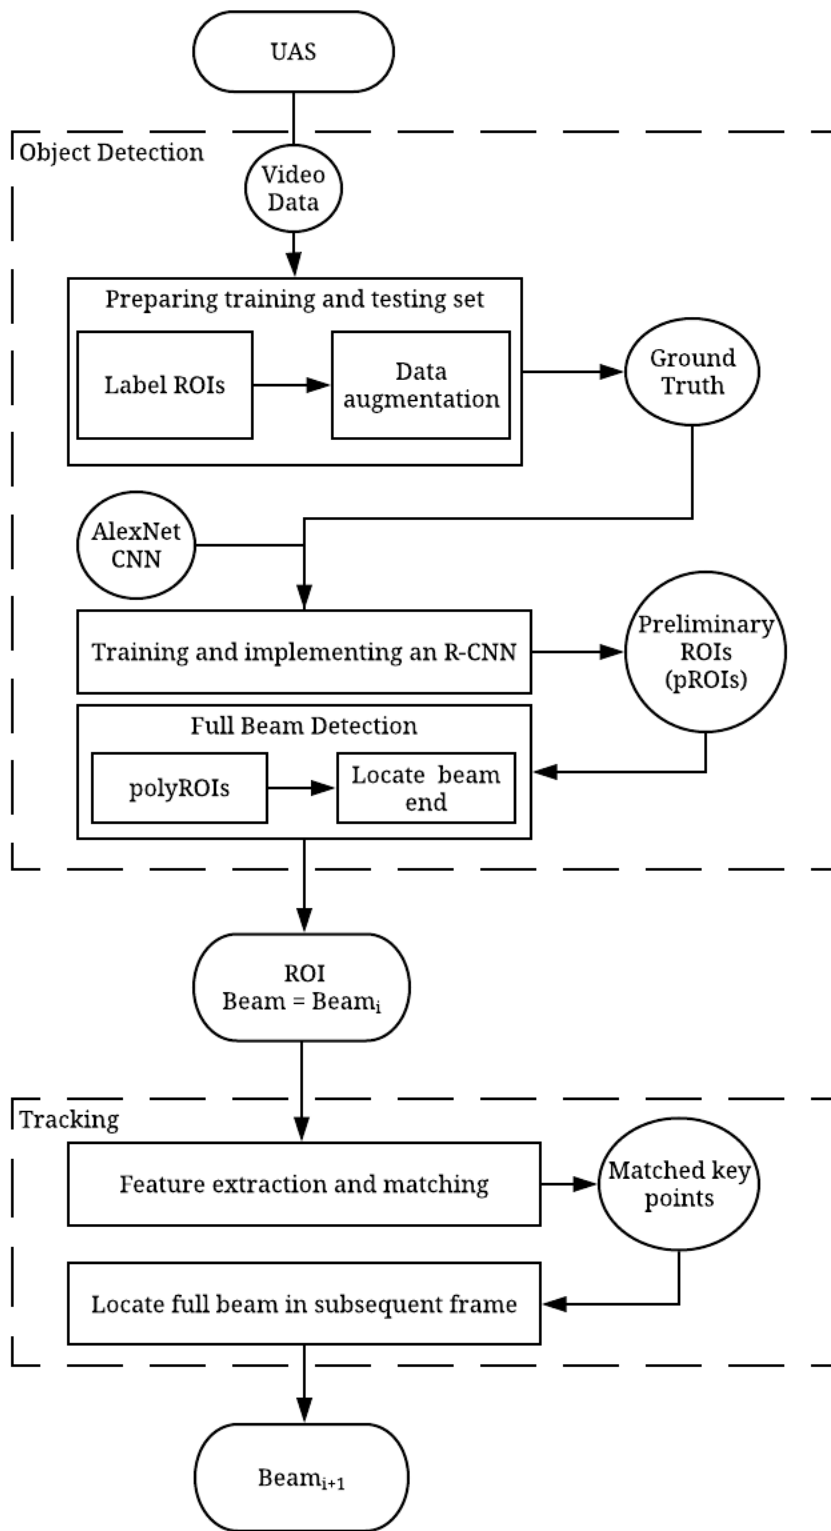 UAS
Object Detection
Video
Data
Preparing training and testing set
Label ROIs
Data
augmentation
Ground
Truth
AlexNet
CNN
Training and implementing an R-CNN
Preliminary
ROIs
(pROIs)
Full Beam Detection
polyROIs
Locate beam
end
ROI
Beam = Beamᵢ
Tracking
Feature extraction and matching
Matched key
points
Locate full beam in subsequent frame
Beamᵢ₊₁